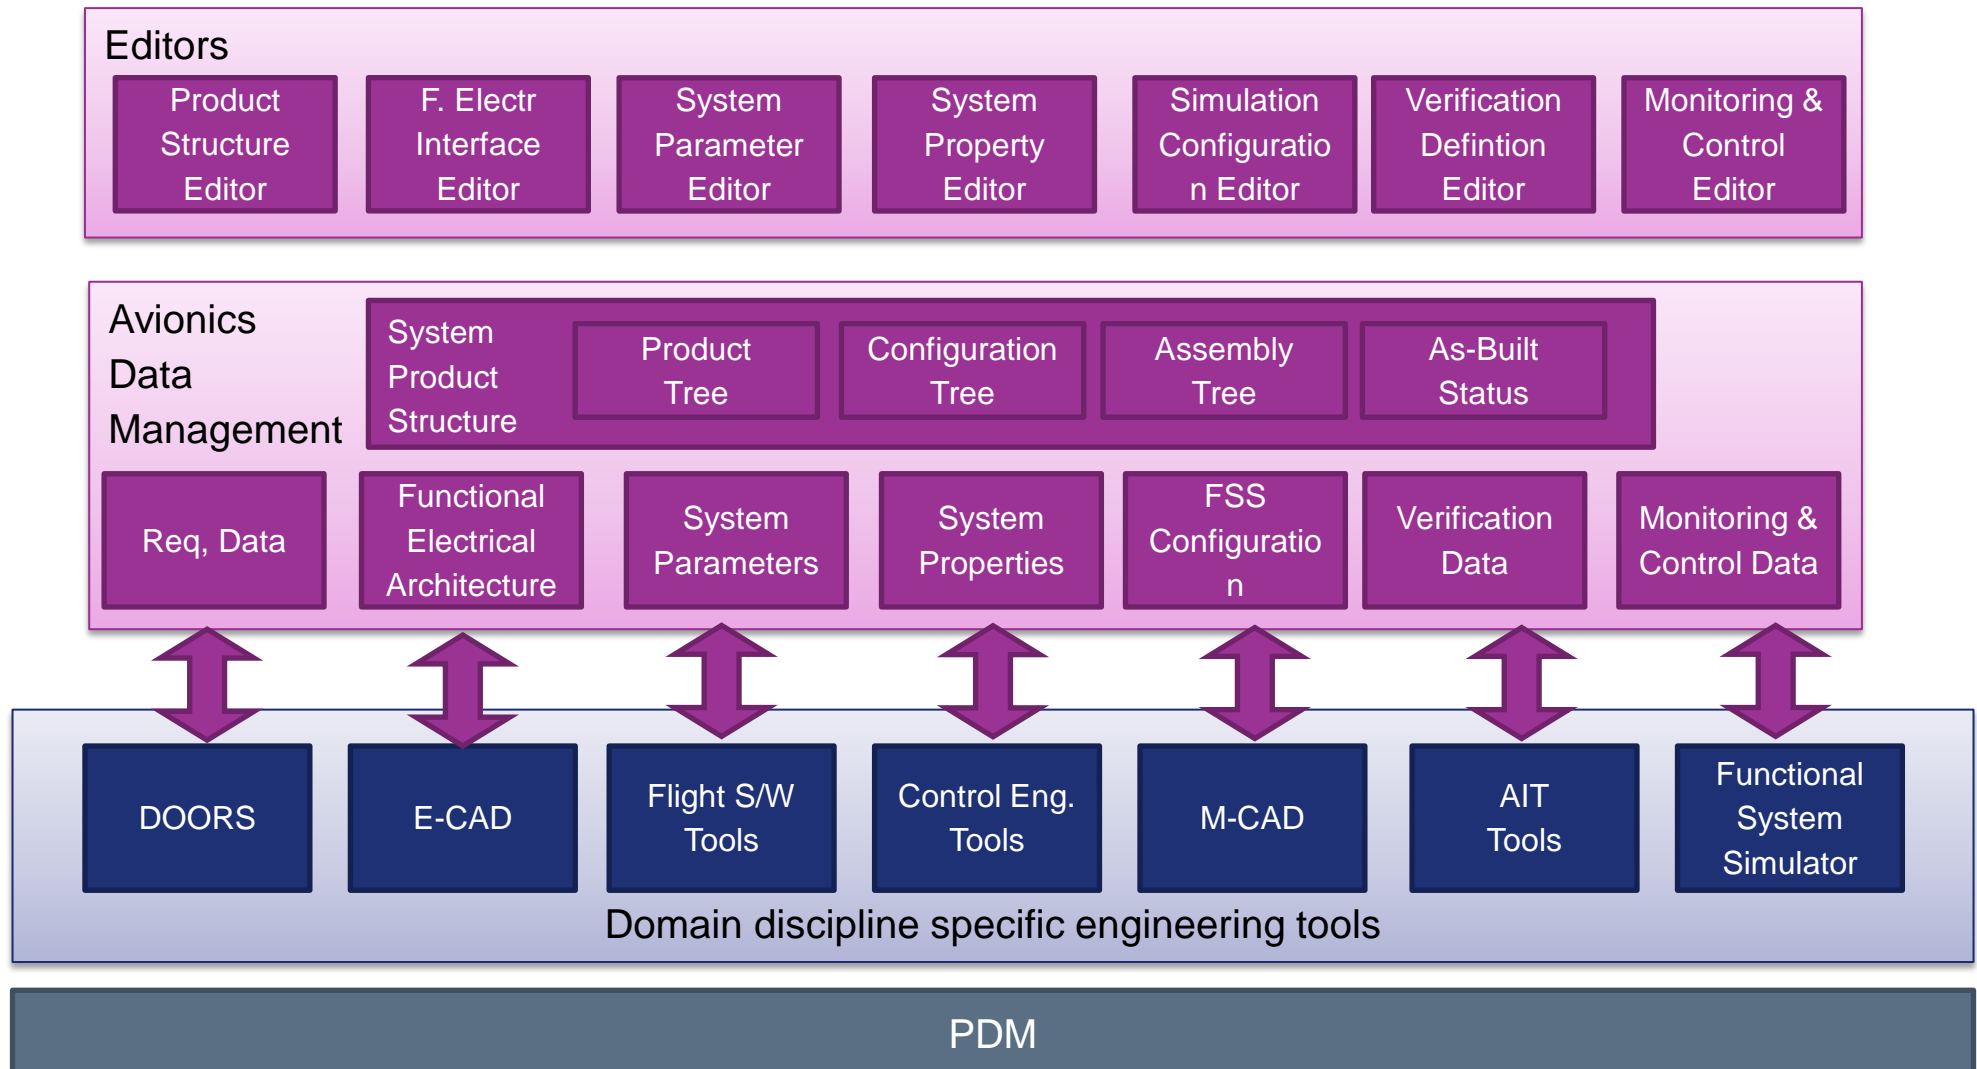 Editors
Product
Structure
Editor
F. Electr
Interface
Editor
System
Parameter
Editor
System
Property
Editor
Simulation
Configuratio
n Editor
Verification
Defintion
Editor
Monitoring &
Control
Editor
Avionics
Data
Management
System
Product
Structure
Product
Tree
Configuration
Tree
Assembly
Tree
As-Built
Status
Req, Data
Functional
Electrical
Architecture
System
Parameters
System
Properties
FSS
Configuratio
n
Verification
Data
Monitoring &
Control Data
DOORS
E-CAD
Flight S/W
Tools
Control Eng.
Tools
M-CAD
AIT
Tools
Functional
System
Simulator
Domain discipline specific engineering tools
PDM